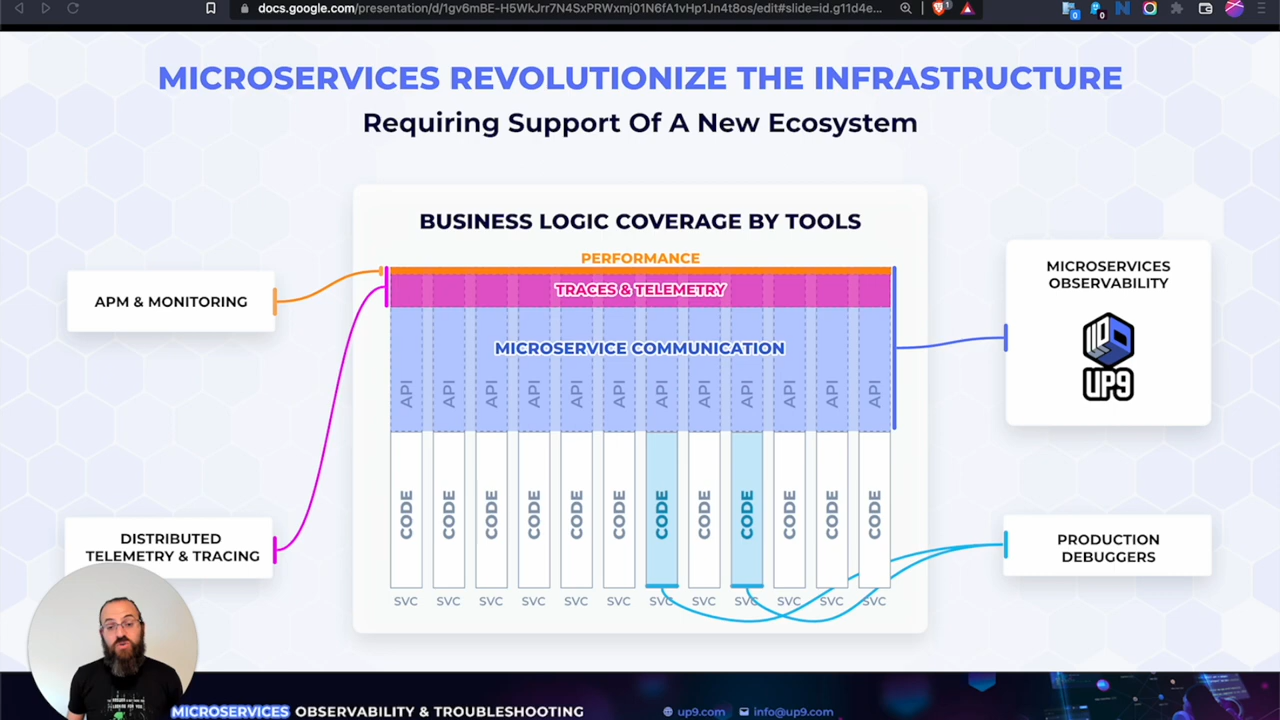 docs.google.com/presentation/d/1gv6mBE-H5WkJrr7N4SxPRWxmj01N6fA1vHp1Jn4t8os/edit#slide=id.g11d4e...
MICROSERVICES REVOLUTIONIZE THE INFRASTRUCTURE
Requiring Support Of A New Ecosystem
BUSINESS LOGIC COVERAGE BY TOOLS
PERFORMANCE
TRACES & TELEMETRY
MICROSERVICE COMMUNICATION
API API API API API API API API API API API API
CODE CODE CODE CODE CODE CODE CODE CODE CODE CODE CODE CODE
SVC SVC SVC SVC SVC SVC SVC SVC SVC SVC SVC SVC
APM & MONITORING
DISTRIBUTED
TELEMETRY & TRACING
MICROSERVICES
OBSERVABILITY
UP9
PRODUCTION
DEBUGGERS
MICROSERVICES OBSERVABILITY & TROUBLESHOOTING
up9.com
info@up9.com